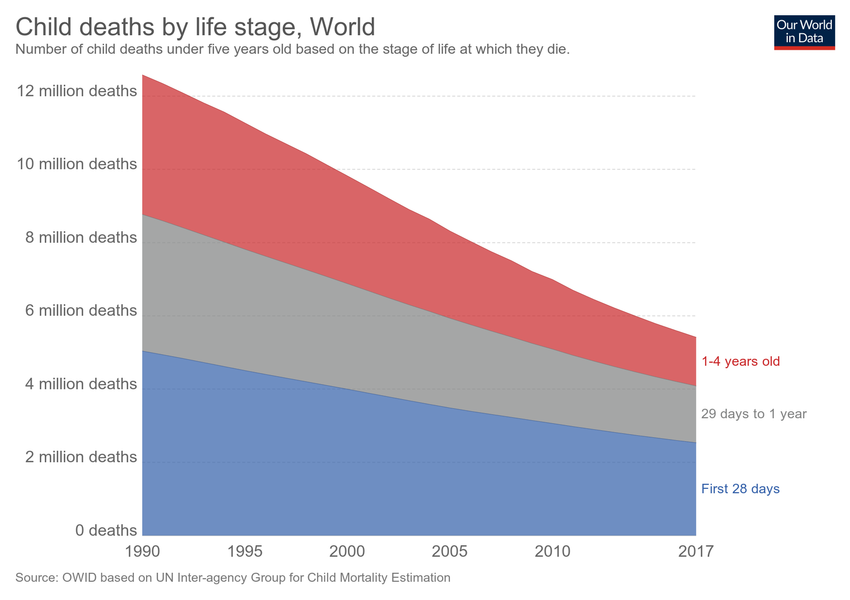 Child deaths by life stage, World
Number of child deaths under five years old based on the stage of life at which they die.
Our World
in Data
12 million deaths
10 million deaths
8 million deaths
6 million deaths
4 million deaths
2 million deaths
0 deaths
1-4 years old
29 days to 1 year
First 28 days
1990
1995
2000
2005
2010
2017
Source: OWID based on UN Inter-agency Group for Child Mortality Estimation